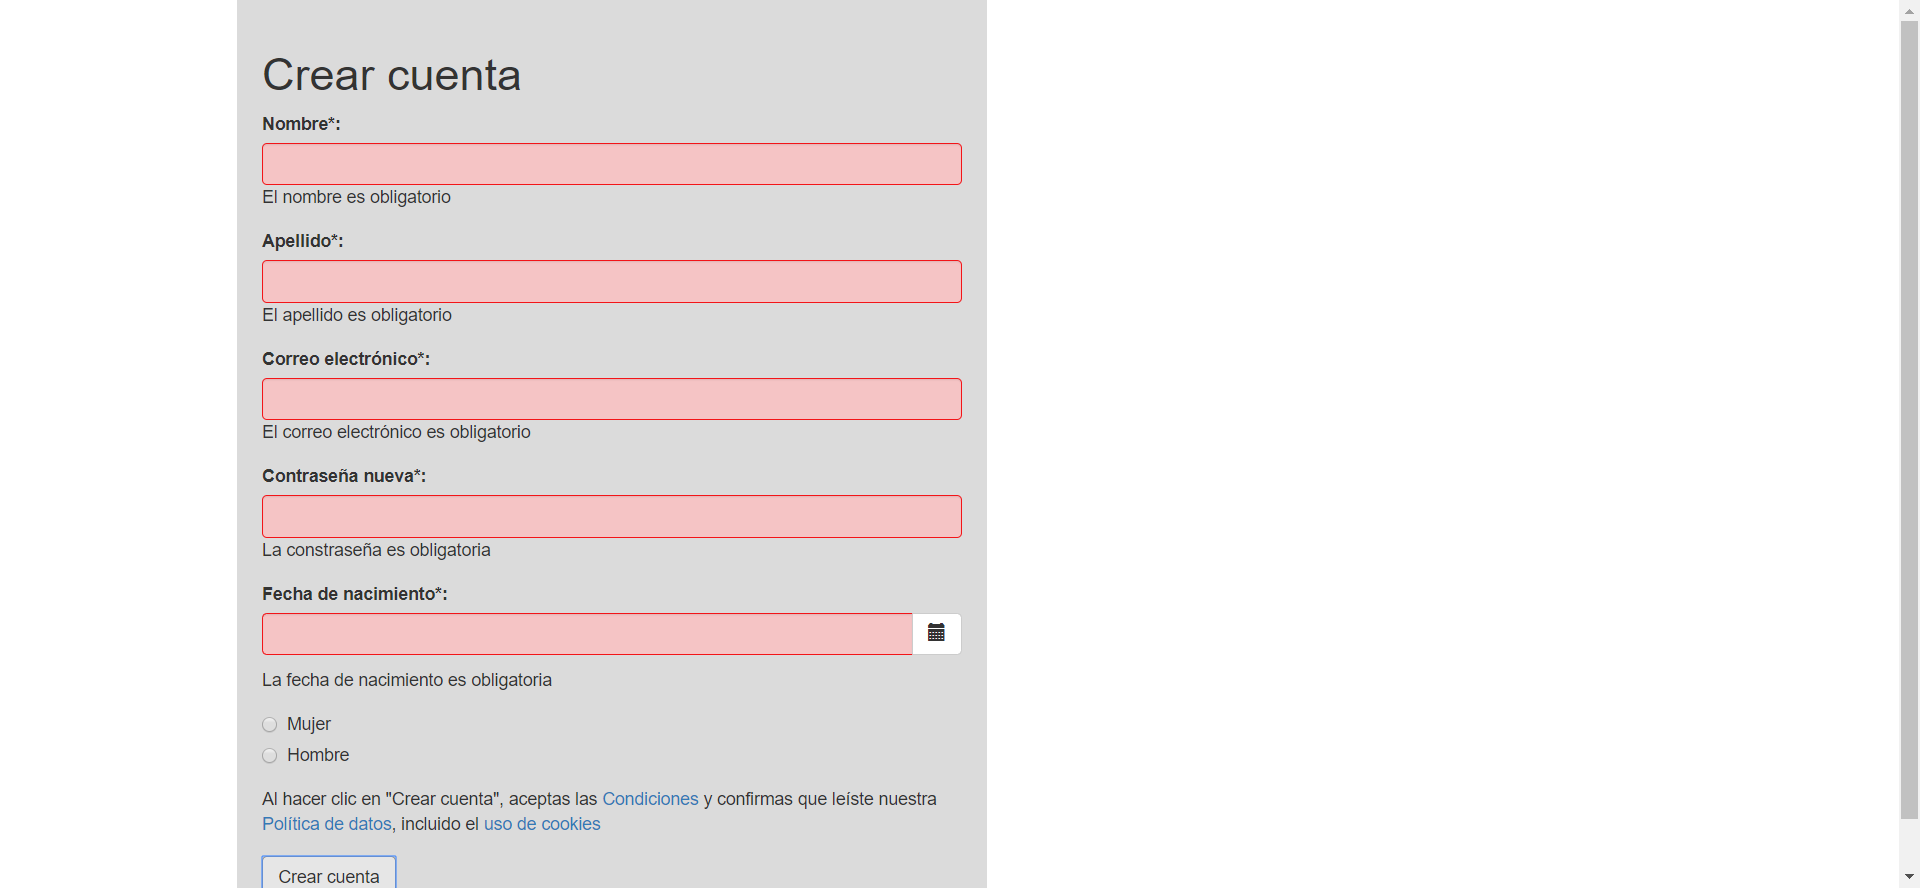 Crear cuenta
Nombre*:
El nombre es obligatorio
Apellido*:
El apellido es obligatorio
Correo electrónico*:
El correo electrónico es obligatorio
Contraseña nueva*:
La constraseña es obligatoria
Fecha de nacimiento*:
La fecha de nacimiento es obligatoria
Mujer
Hombre
Al hacer clic en "Crear cuenta", aceptas las Condiciones y confirmas que leíste nuestra
Política de datos, incluido el uso de cookies
Crear cuenta